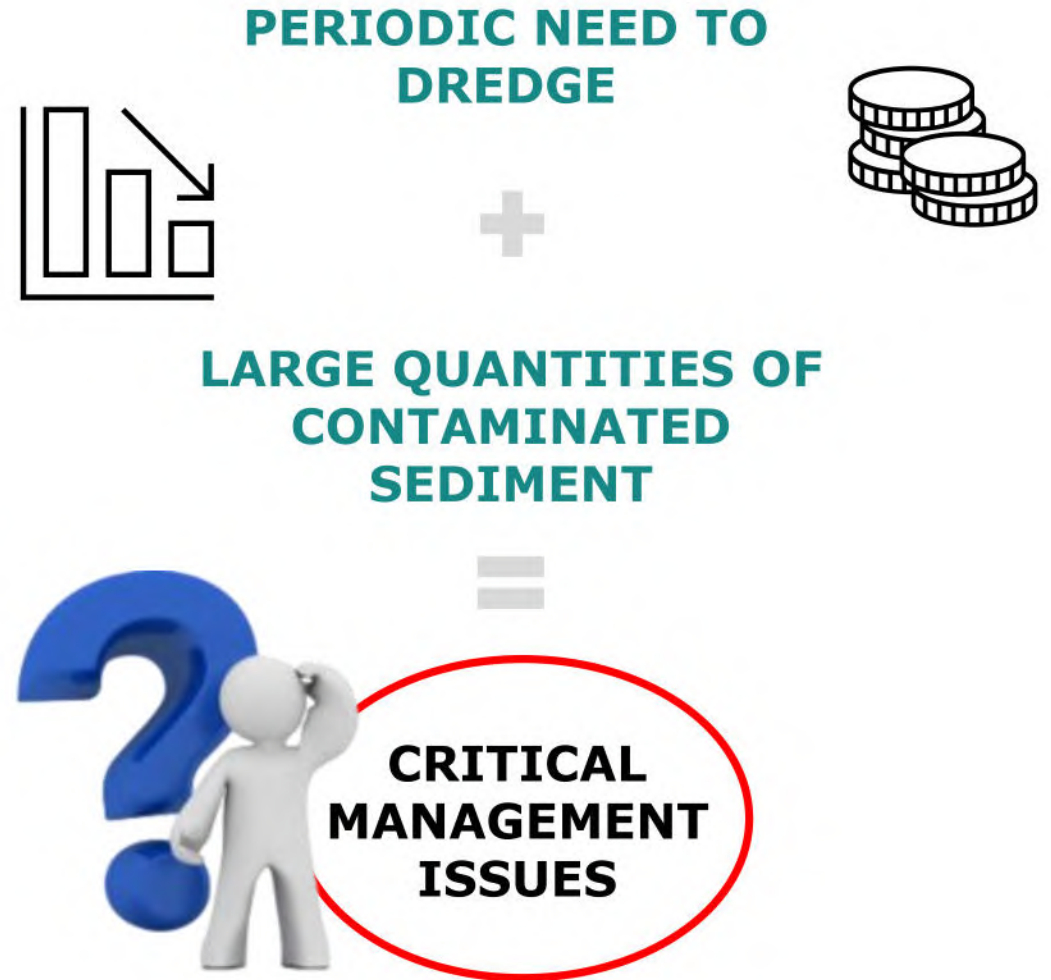 PERIODIC NEED TO
DREDGE
+
LARGE QUANTITIES OF
CONTAMINATED
SEDIMENT
=
CRITICAL
MANAGEMENT
ISSUES